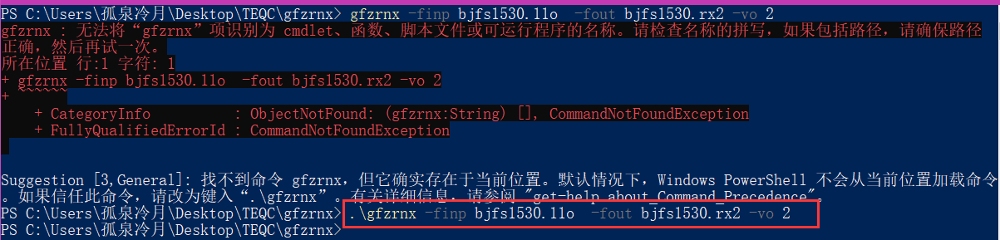 PS C:\Users\孤泉冷月\Desktop\TEQC\gfzrnx> gfzrnx -finp bjfs1530.11o  -fout bjfs1530.rx2 -vo 2
gfzrnx : 无法将“gfzrnx”项识别为 cmdlet、函数、脚本文件或可运行程序的名称。请检查名称的拼写，如果包括路径，请确保路径
正确，然后再试一次。
所在位置 行:1 字符: 1
+ gfzrnx -finp bjfs1530.11o  -fout bjfs1530.rx2 -vo 2
+ ~~~~~~
    + CategoryInfo          : ObjectNotFound: (gfzrnx:String) [], CommandNotFoundException
    + FullyQualifiedErrorId : CommandNotFoundException
Suggestion [3,General]: 找不到命令 gfzrnx，但它确实存在于当前位置。默认情况下，Windows PowerShell 不会从当前位置加载命令
。如果信任此命令，请改为键入“.\gfzrnx”。有关详细信息，请参阅 "get-help about_Command_Precedence"。
PS C:\Users\孤泉冷月\Desktop\TEQC\gfzrnx> .\gfzrnx -finp bjfs1530.11o  -fout bjfs1530.rx2 -vo 2
PS C:\Users\孤泉冷月\Desktop\TEQC\gfzrnx>